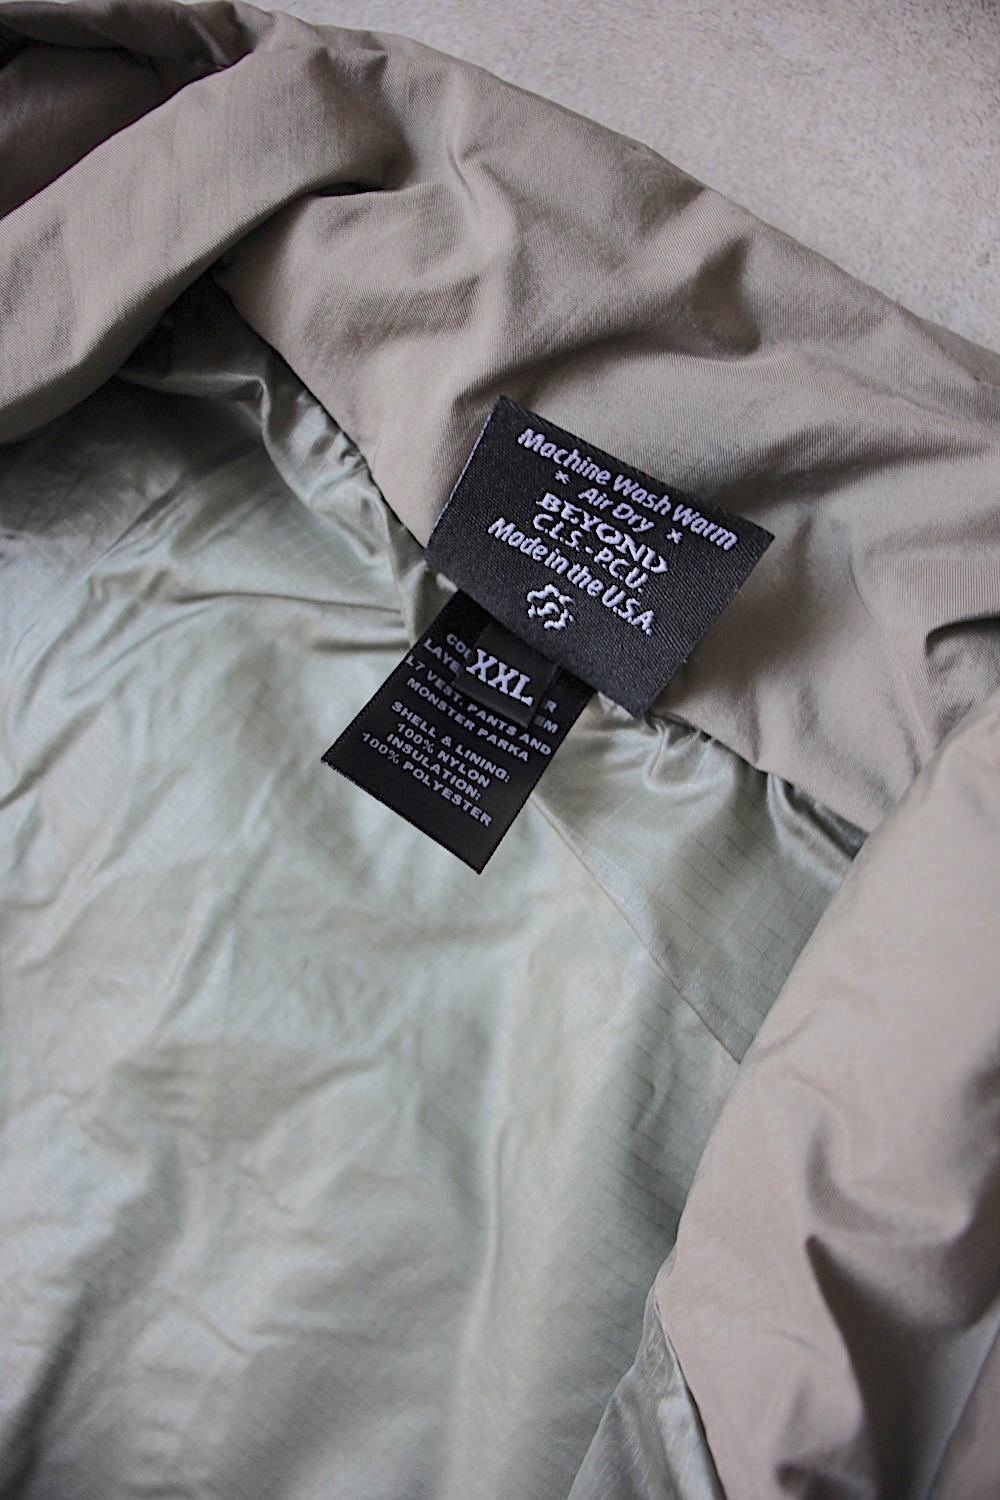 Machine Wash Warm
* Air Dry *
BEYOND
C.L.S.-P.C.U.
Made in the U.S.A.
XXL
L7 VEST, PANTS AND
MONSTER PARKA
SHELL & LINING:
100% NYLON
INSULATION:
100% POLYESTER